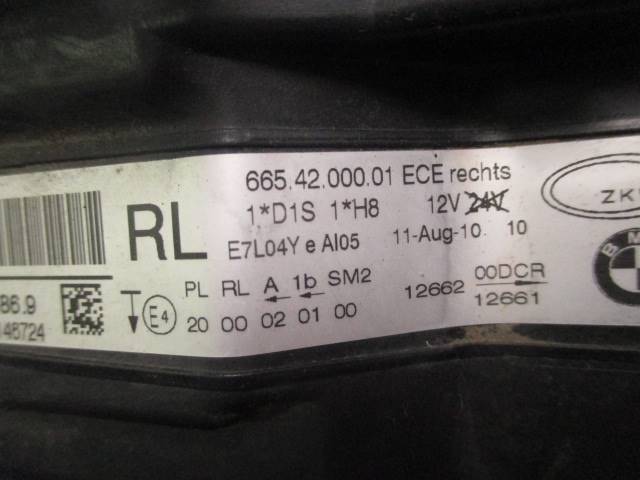 665.42.000.01 ECE rechts
RL 1*D1S 1*H8 12V 24V
E7L04Y e AI05 11-Aug-10 10
PL RL A 1b SM2
E4 20 00 02 01 00
12662 00DCR
12661
86.9
148724
ZK
BM